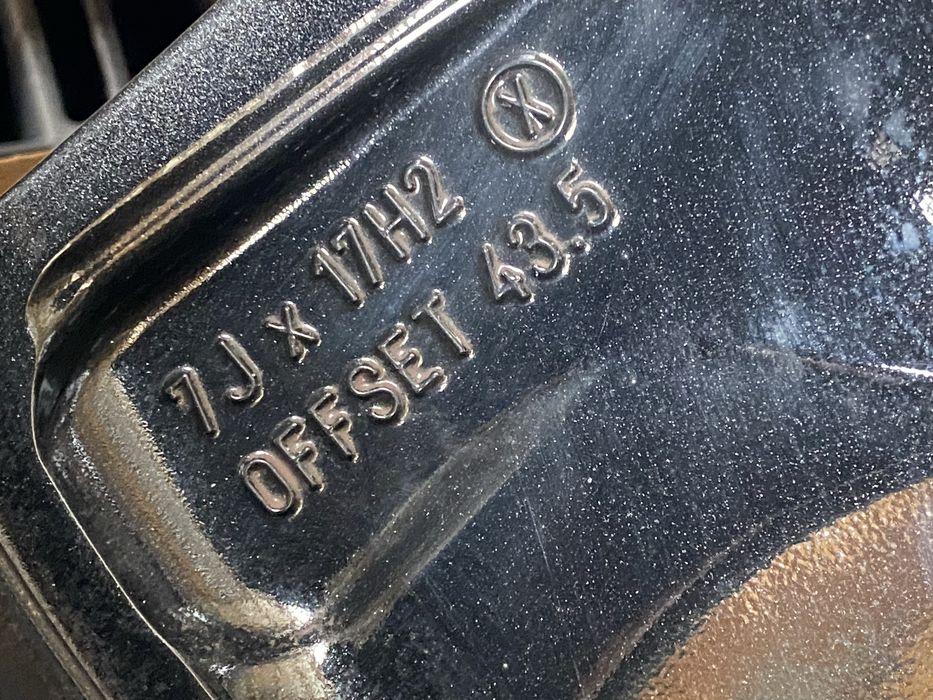 Ⓧ
7J x 17H2
OFFSET 43.5